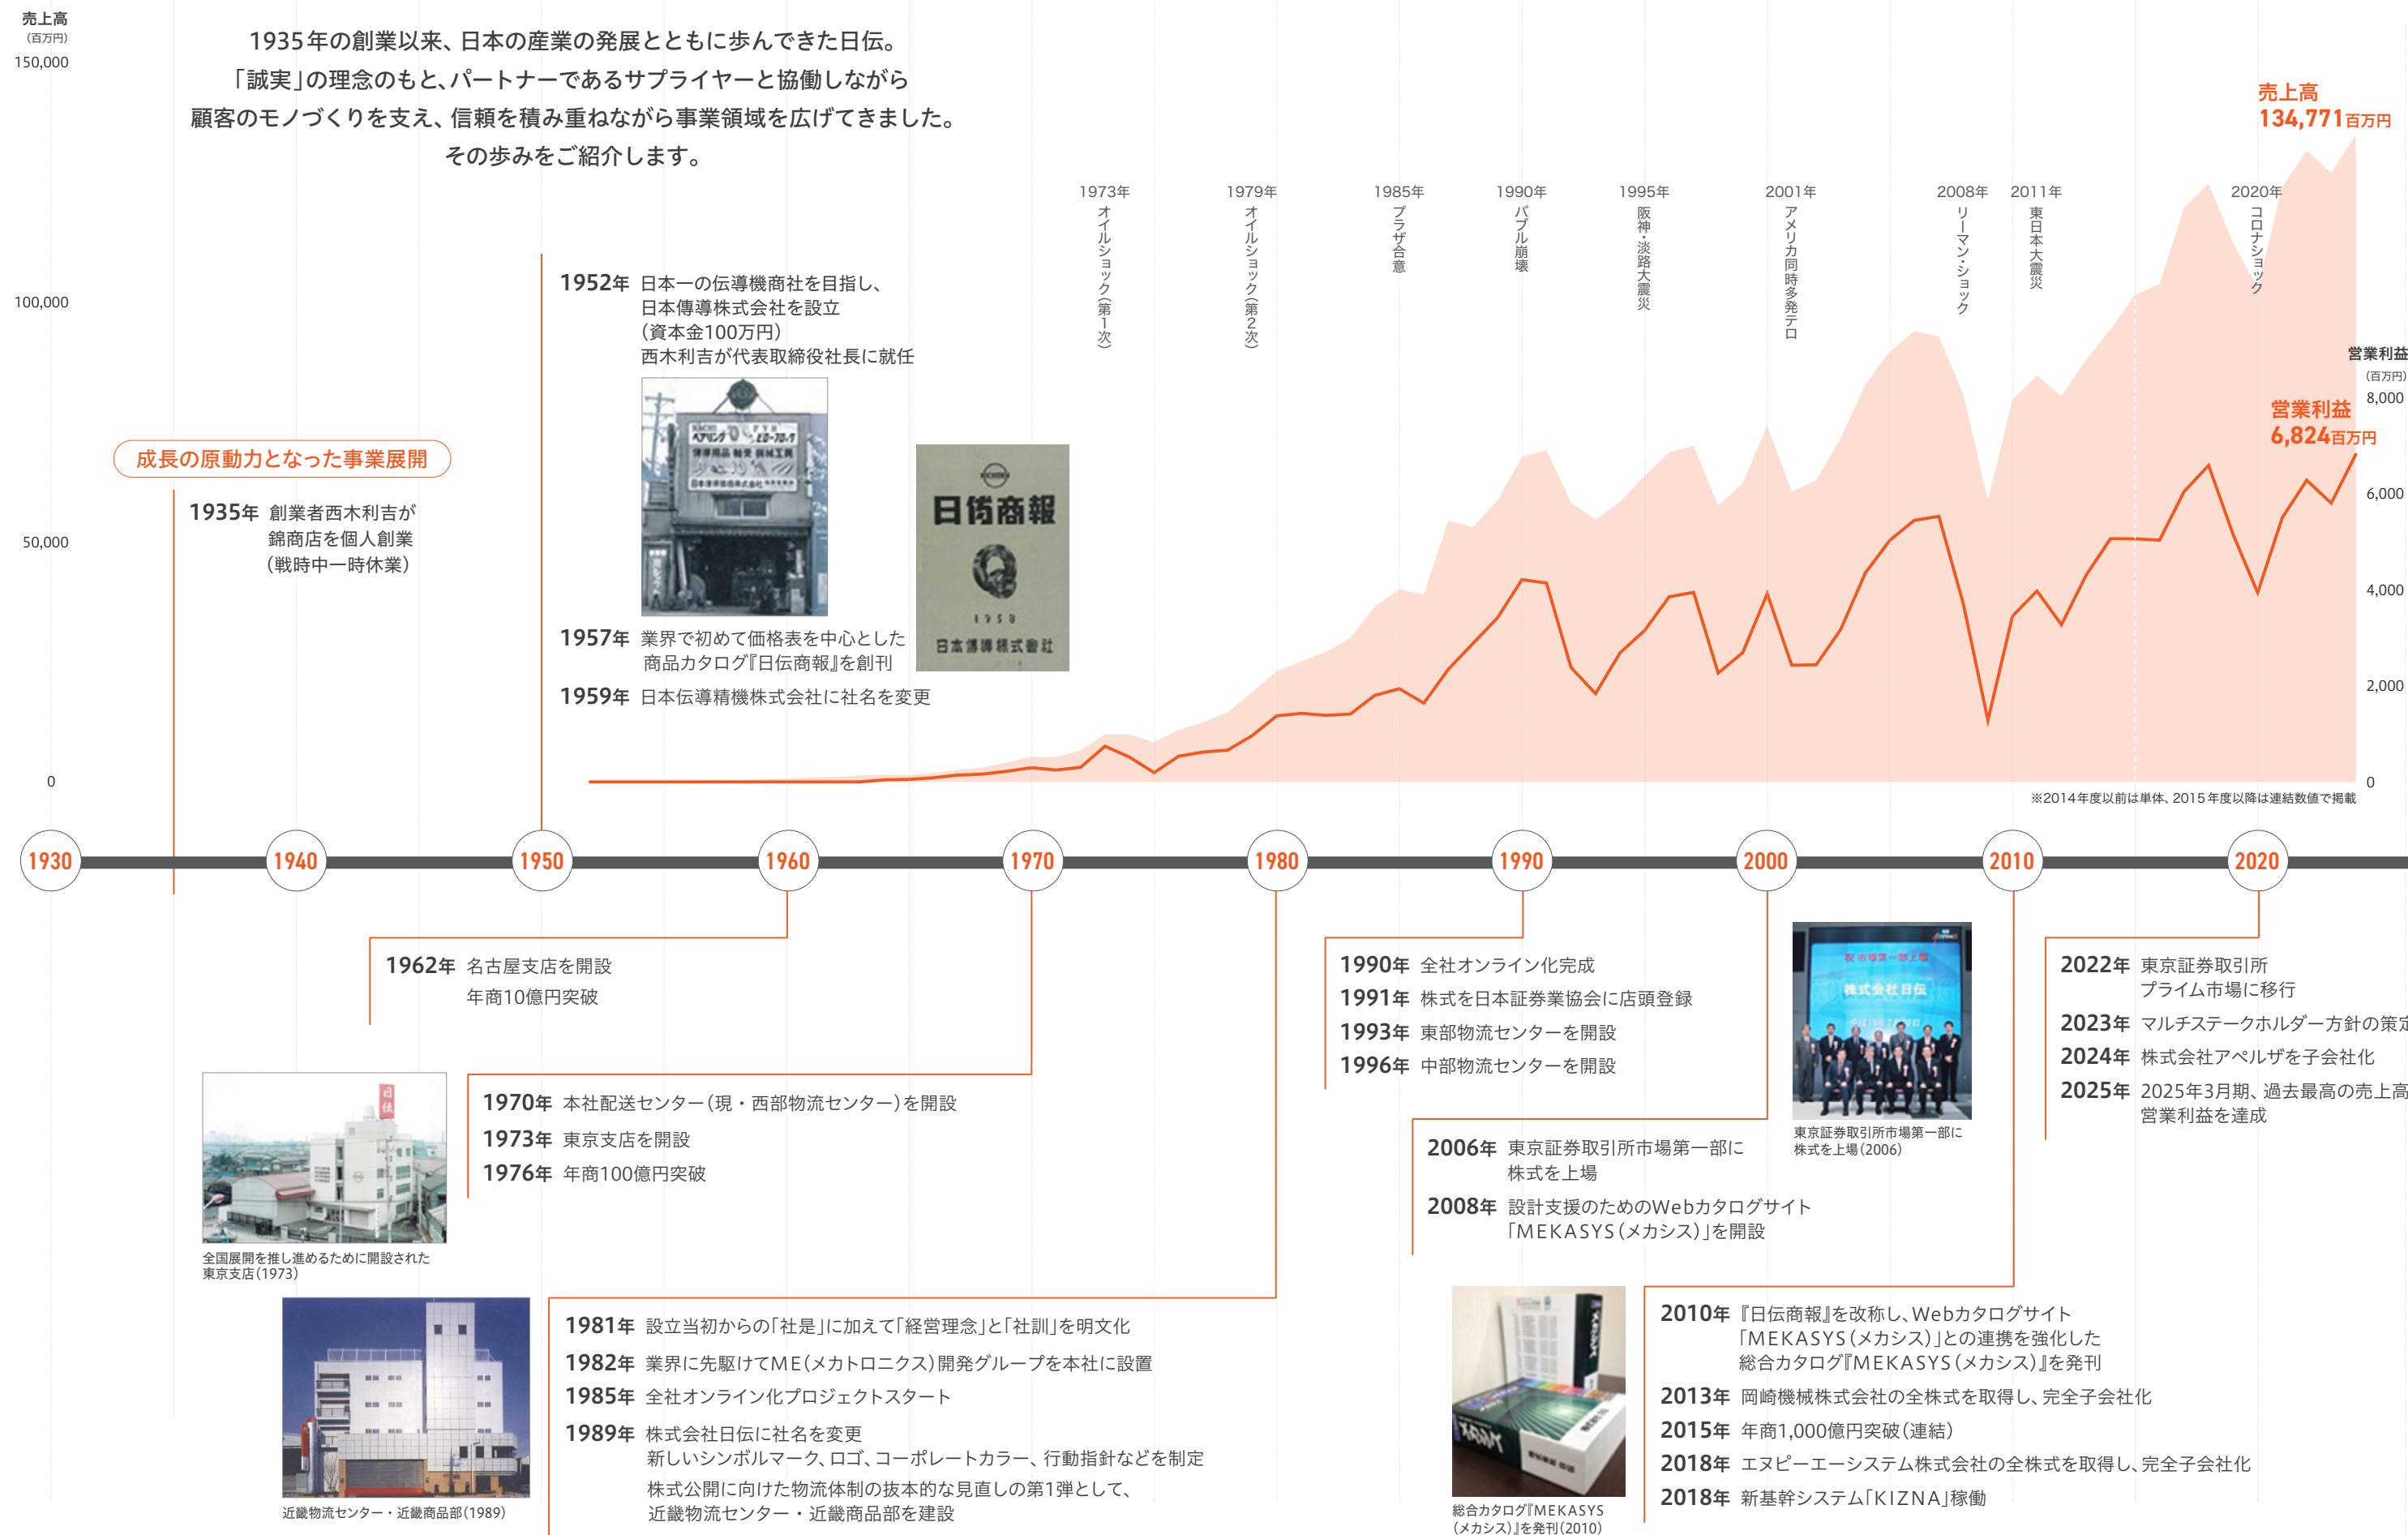 売上高
（百万円）
150,000
100,000
50,000
0
1935年の創業以来、日本の産業の発展とともに歩んできた日伝。
「誠実」の理念のもと、パートナーであるサプライヤーと協働しながら
顧客のモノづくりを支え、信頼を積み重ねながら事業領域を広げてきました。
その歩みをご紹介します。
売上高
134,771百万円
1973年
オイルショック（第1次）
1979年
オイルショック（第2次）
1985年
プラザ合意
1990年
バブル崩壊
1995年
阪神・淡路大震災
2001年
アメリカ同時多発テロ
2008年
リーマン・ショック
2011年
東日本大震災
2020年
コロナショック
営業利益
（百万円）
8,000
6,000
4,000
2,000
0
営業利益
6,824百万円
※2014年度以前は単体、2015年度以降は連結数値で掲載
成長の原動力となった事業展開
1935年 創業者西木利吉が
錦商店を個人創業
（戦時中一時休業）
1952年 日本一の伝導機商社を目指し、
日本傳導株式会社を設立
（資本金100万円）
西木利吉が代表取締役社長に就任
ベアリング
ピローブロック
日伝商報
1958
日本傳導株式會社
1957年 業界で初めて価格表を中心とした
商品カタログ『日伝商報』を創刊
1959年 日本伝導精機株式会社に社名を変更
1930
1940
1950
1960
1970
1980
1990
2000
2010
2020
1962年 名古屋支店を開設
年商10億円突破
日伝
全国展開を推し進めるために開設された
東京支店（1973）
1970年 本社配送センター（現・西部物流センター）を開設
1973年 東京支店を開設
1976年 年商100億円突破
近畿物流センター・近畿商品部（1989）
1981年 設立当初からの「社是」に加えて「経営理念」と「社訓」を明文化
1982年 業界に先駆けてME（メカトロニクス）開発グループを本社に設置
1985年 全社オンライン化プロジェクトスタート
1989年 株式会社日伝に社名を変更
新しいシンボルマーク、ロゴ、コーポレートカラー、行動指針などを制定
株式公開に向けた物流体制の抜本的な見直しの第1弾として、
近畿物流センター・近畿商品部を建設
1990年 全社オンライン化完成
1991年 株式を日本証券業協会に店頭登録
1993年 東部物流センターを開設
1996年 中部物流センターを開設
祝 市場第一部上場
株式会社日伝
東京証券取引所市場第一部に
株式を上場（2006）
2006年 東京証券取引所市場第一部に
株式を上場
2008年 設計支援のためのWebカタログサイト
「MEKASYS（メカシス）」を開設
総合カタログ『MEKASYS
（メカシス）』を発刊（2010）
2010年 『日伝商報』を改称し、Webカタログサイト
「MEKASYS（メカシス）」との連携を強化した
総合カタログ『MEKASYS（メカシス）』を発刊
2013年 岡崎機械株式会社の全株式を取得し、完全子会社化
2015年 年商1,000億円突破（連結）
2018年 エヌピーエーシステム株式会社の全株式を取得し、完全子会社化
2018年 新基幹システム「KIZNA」稼働
2022年 東京証券取引所
プライム市場に移行
2023年 マルチステークホルダー方針の策定
2024年 株式会社アペルザを子会社化
2025年 2025年3月期、過去最高の売上高
営業利益を達成